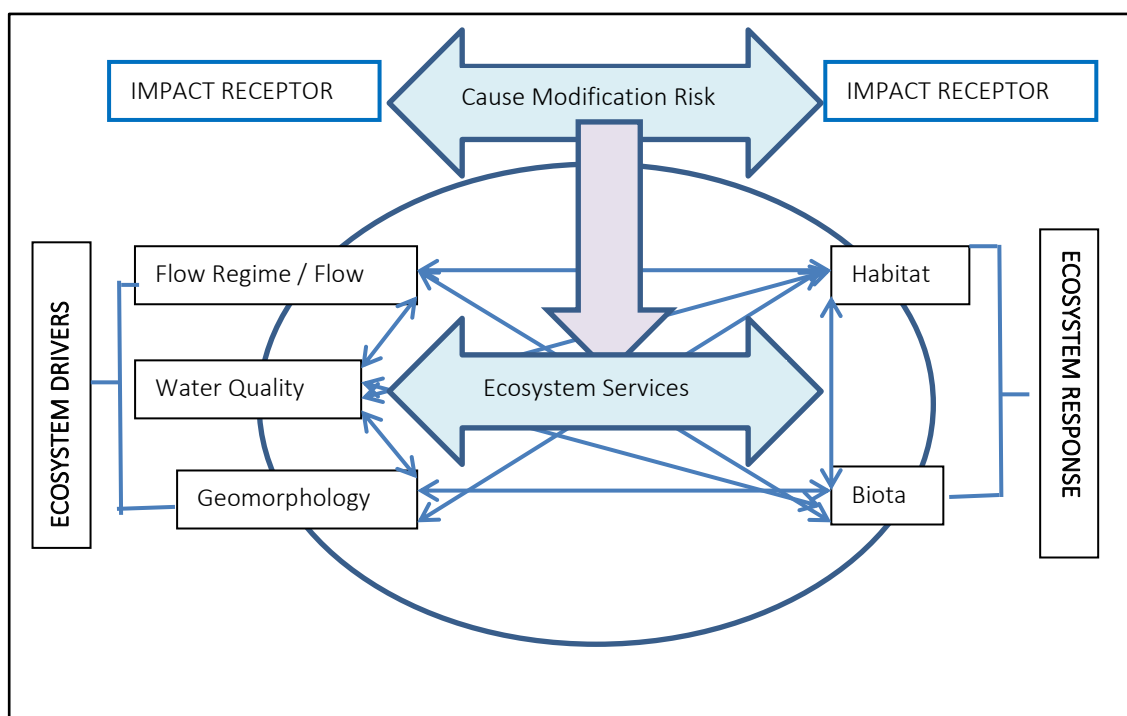 IMPACT RECEPTOR
Cause Modification Risk
IMPACT RECEPTOR
ECOSYSTEM DRIVERS
Flow Regime / Flow
Water Quality
Geomorphology
Ecosystem Services
Habitat
Biota
ECOSYSTEM RESPONSE